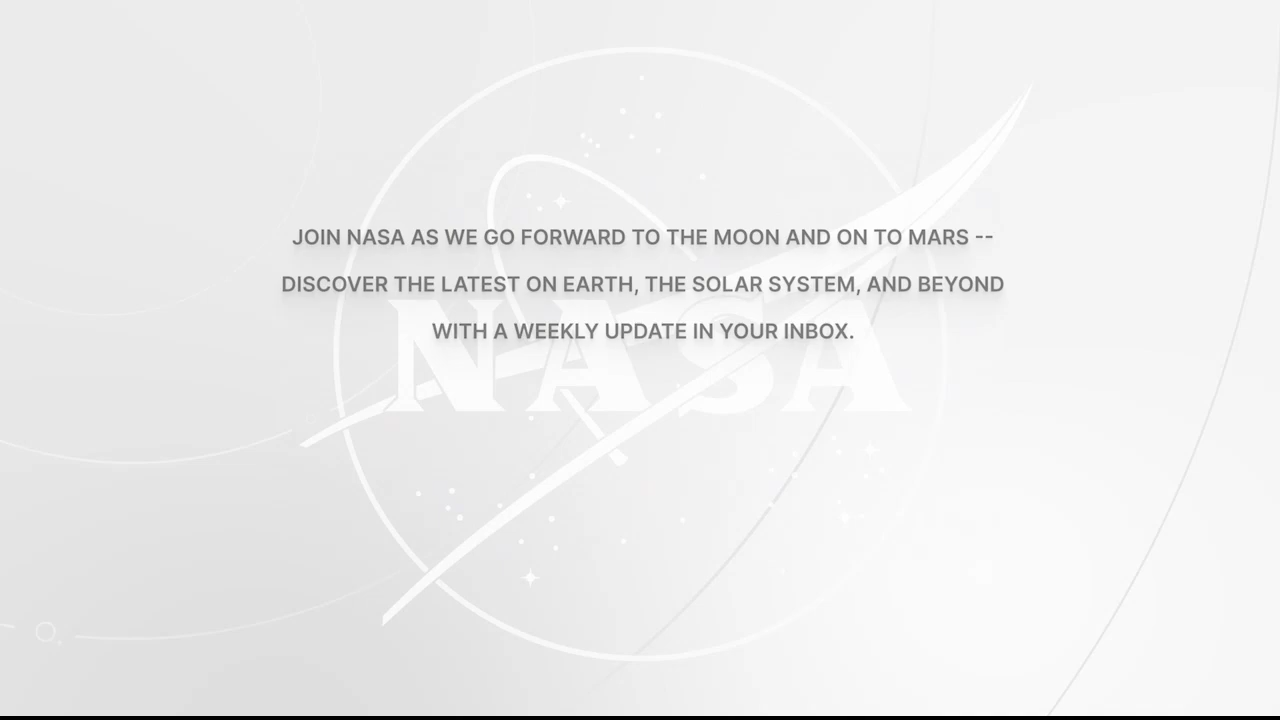 JOIN NASA AS WE GO FORWARD TO THE MOON AND ON TO MARS --
DISCOVER THE LATEST ON EARTH, THE SOLAR SYSTEM, AND BEYOND
WITH A WEEKLY UPDATE IN YOUR INBOX.
NASA